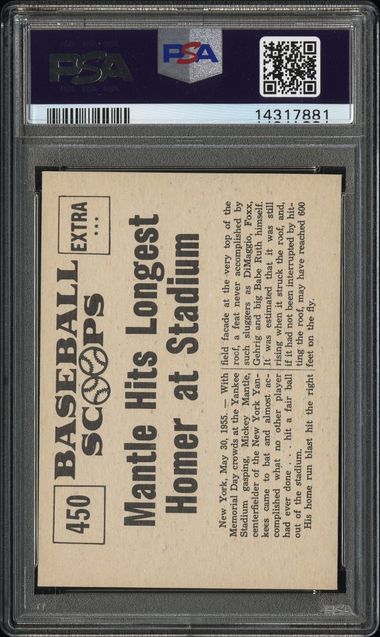 PSA
PSA
14317881
450
BASEBALL
SCOOPS
EXTRA
...
Mantle Hits Longest
Homer at Stadium
New York, May 30, 1955. — With
Memorial Day crowds at the Yankee
Stadium gasping, Mickey Mantle,
centerfielder of the New York Yan-
kees came to bat and almost ac-
complished what no other player
had ever done . . . hit a fair ball
out of the stadium.
His home run blast hit the right
field facade at the very top of the
roof, a feat never accomplished by
such sluggers as DiMaggio, Foxx,
Gehrig and big Babe Ruth himself.
It was estimated that it was still
rising when it struck the roof, and,
if it had not been interrupted by hit-
ting the roof, may have reached 600
feet on the fly.